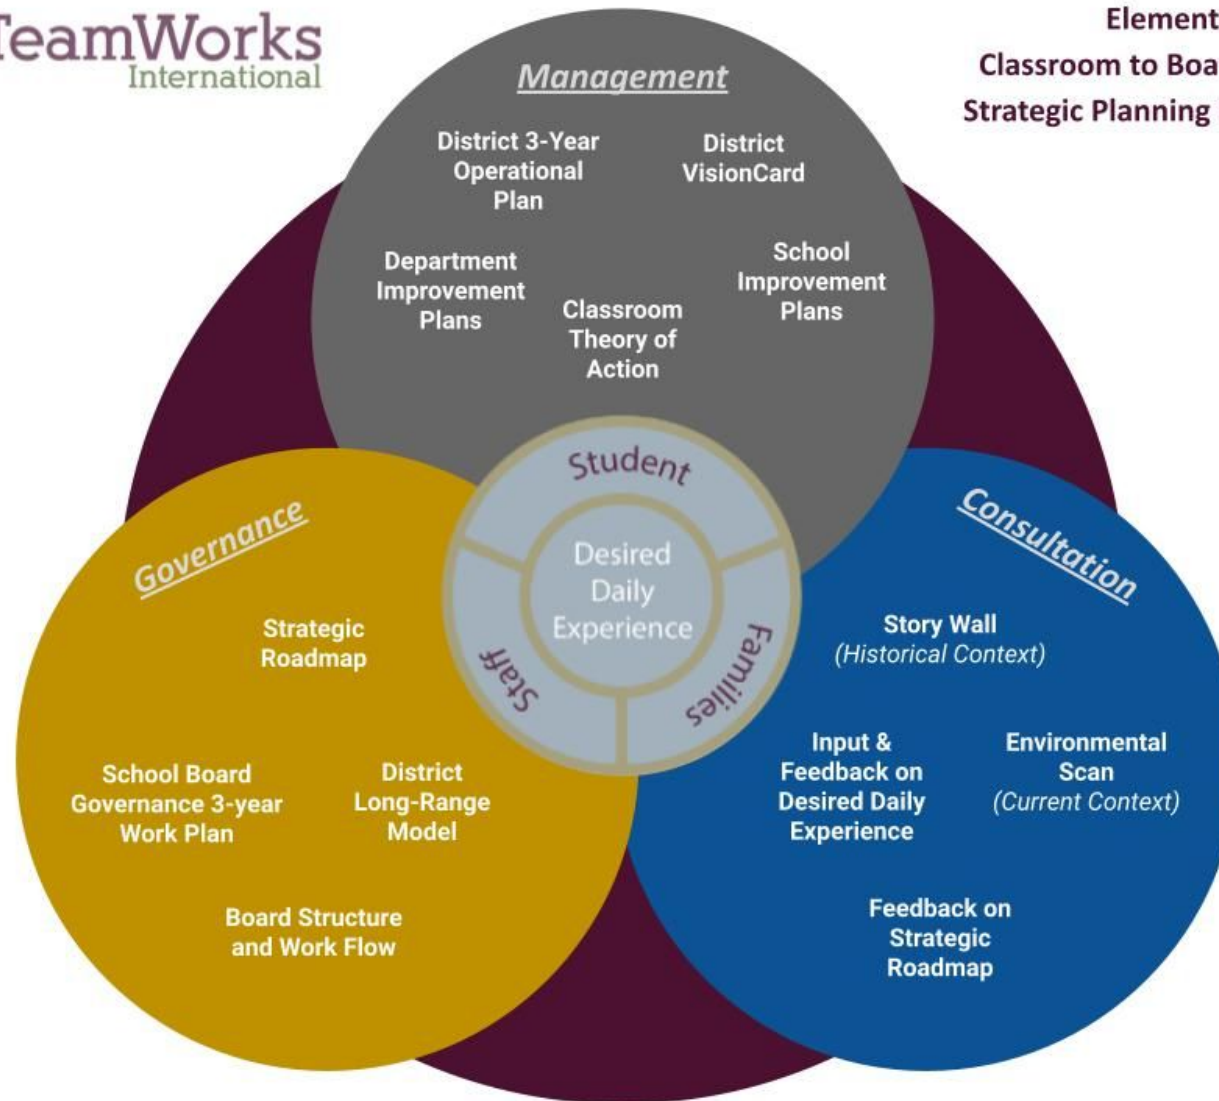 TeamWorks
International
Element
Classroom to Boa
Strategic Planning
Management
District 3-Year
Operational
Plan
District
VisionCard
Department
Improvement
Plans
Classroom
Theory of
Action
School
Improvement
Plans
Student
Desired
Daily
Experience
Staff
Families
Governance
Strategic
Roadmap
School Board
Governance 3-year
Work Plan
District
Long-Range
Model
Board Structure
and Work Flow
Consultation
Story Wall
(Historical Context)
Input &
Feedback on
Desired Daily
Experience
Environmental
Scan
(Current Context)
Feedback on
Strategic
Roadmap